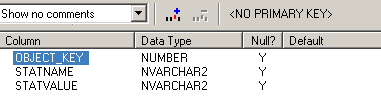 Show no comments <NO PRIMARY KEY>
Column Data Type Null? Default
OBJECT_KEY NUMBER Y
STATNAME NVARCHAR2 Y
STATVALUE NVARCHAR2 Y